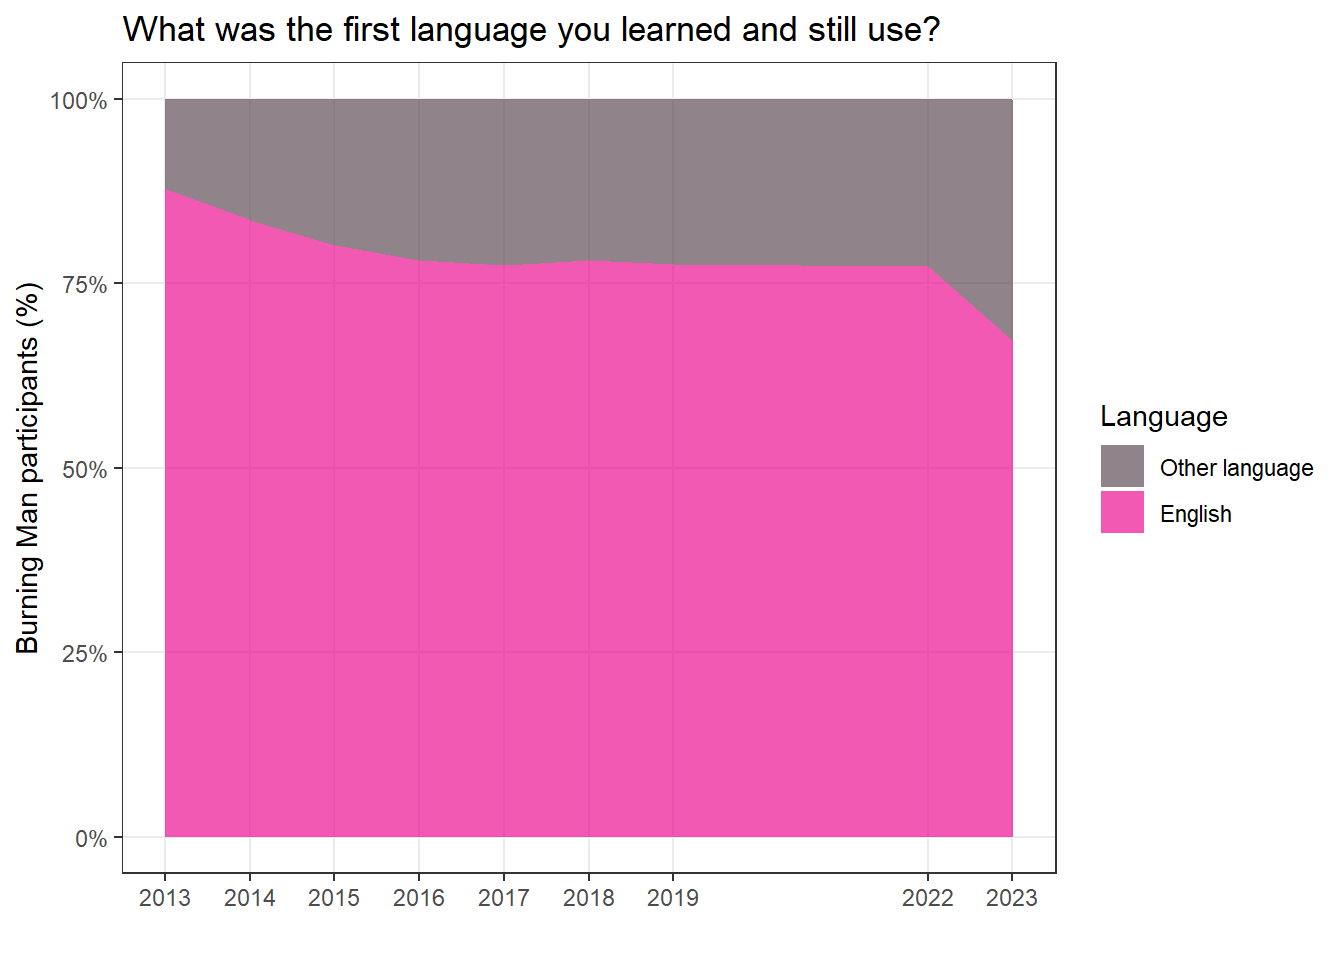 What was the first language you learned and still use?
Burning Man participants (%)
100%
75%
50%
25%
0%
2013 2014 2015 2016 2017 2018 2019 2022 2023
Language
Other language
English